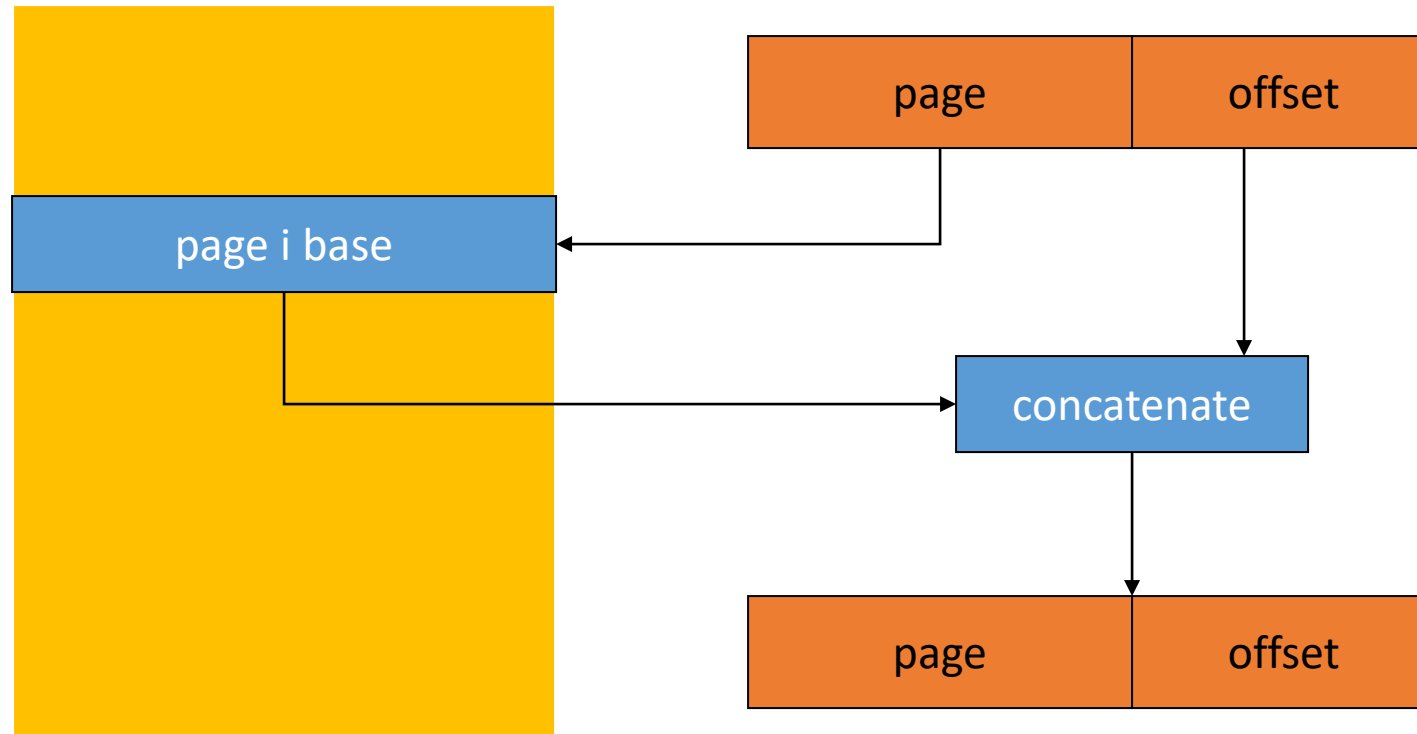 page offset
page i base
concatenate
page offset